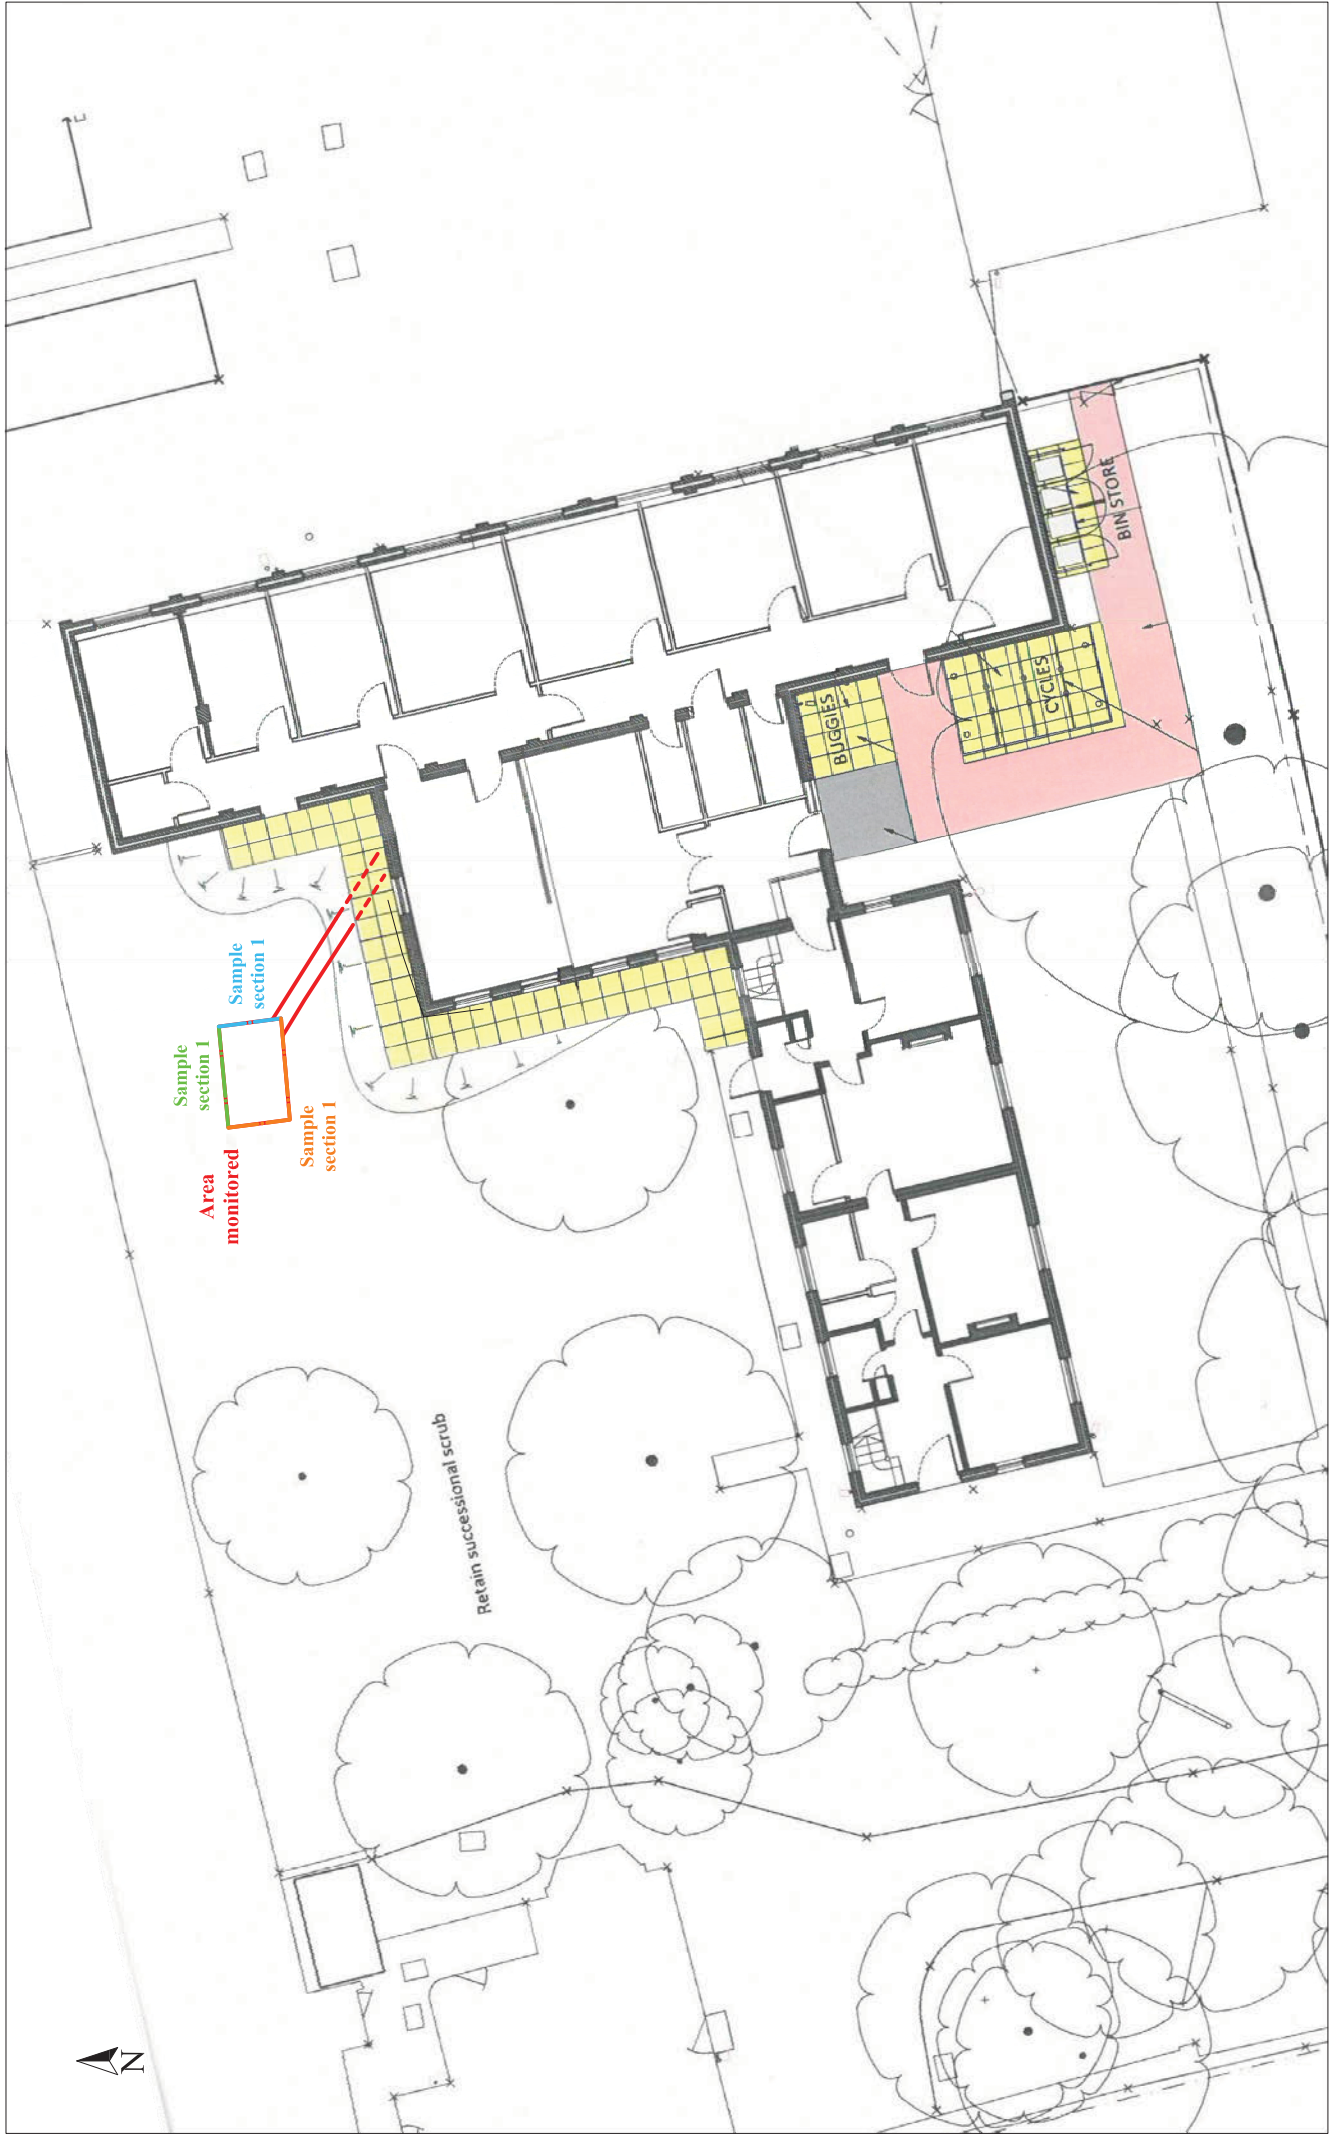 Sample
section 1
Sample
section 1
Sample
section 1
Area
monitored
Retain successional scrub
BUGGIES
CYCLES
BIN STORE
N